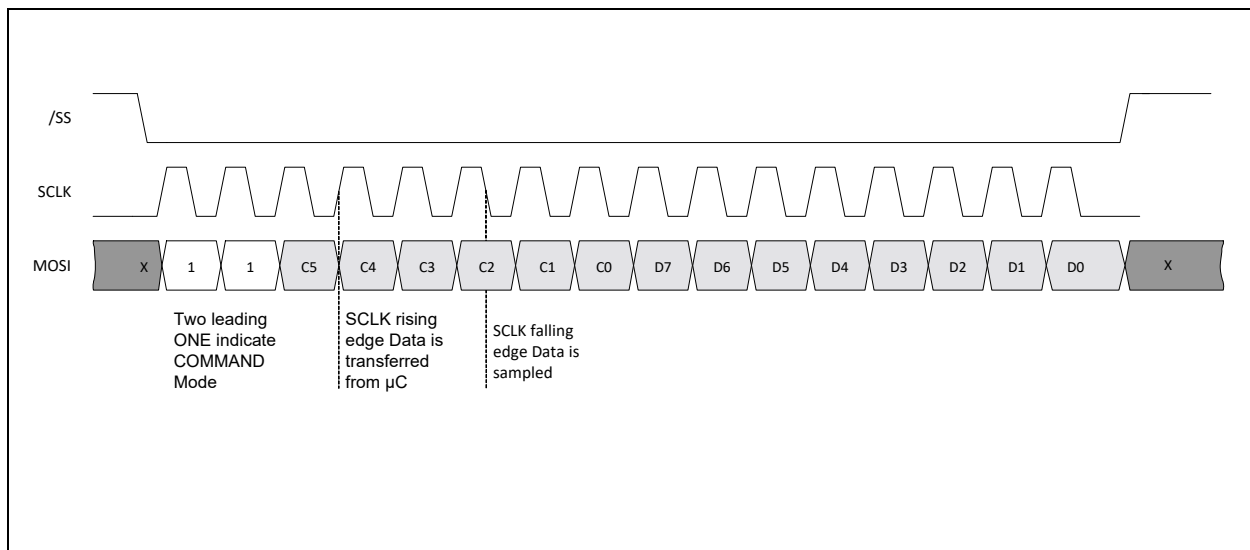 /SS
SCLK
MOSI
X 1 1 C5 C4 C3 C2 C1 C0 D7 D6 D5 D4 D3 D2 D1 D0 X
Two leading
ONE indicate
COMMAND
Mode
SCLK rising
edge Data is
transferred
from µC
SCLK falling
edge Data is
sampled